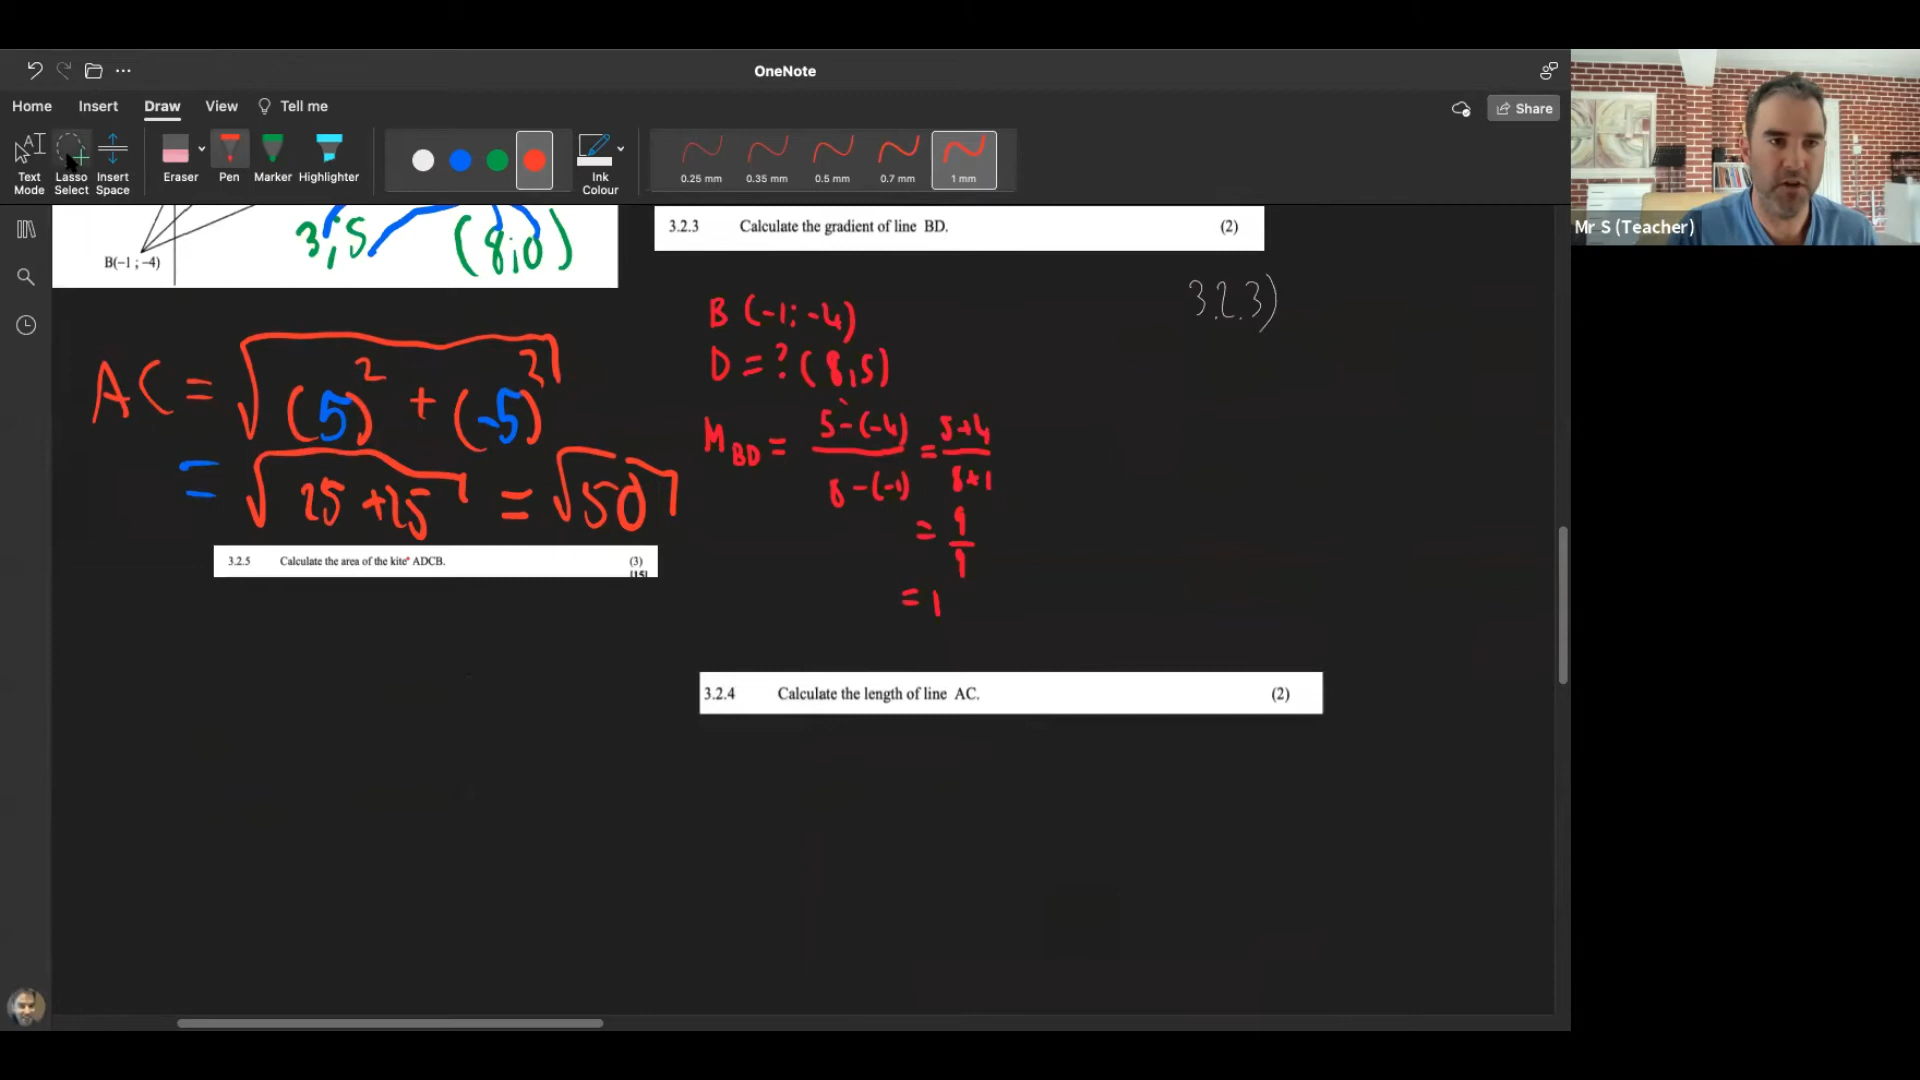 OneNote
Home Insert Draw View Tell me
Share
Text Mode
Lasso Select
Insert Space
Eraser
Pen
Marker
Highlighter
Ink Colour
0.25 mm
0.35 mm
0.5 mm
0.7 mm
1 mm
Mr S (Teacher)
B(−1 ; −4)
3;5 (8;0)
3.2.3 Calculate the gradient of line BD. (2)
3.2.3)
AC = √(5)² + (-5)²
= √25 + 25 = √50
3.2.5 Calculate the area of the kite ADCB. (3)
[15]
B (-1; -4)
D = ? (8;5)
M BD = 5-(-4) / 8-(-1) = 5+4 / 8+1
= 9/9
= 1
3.2.4 Calculate the length of line AC. (2)